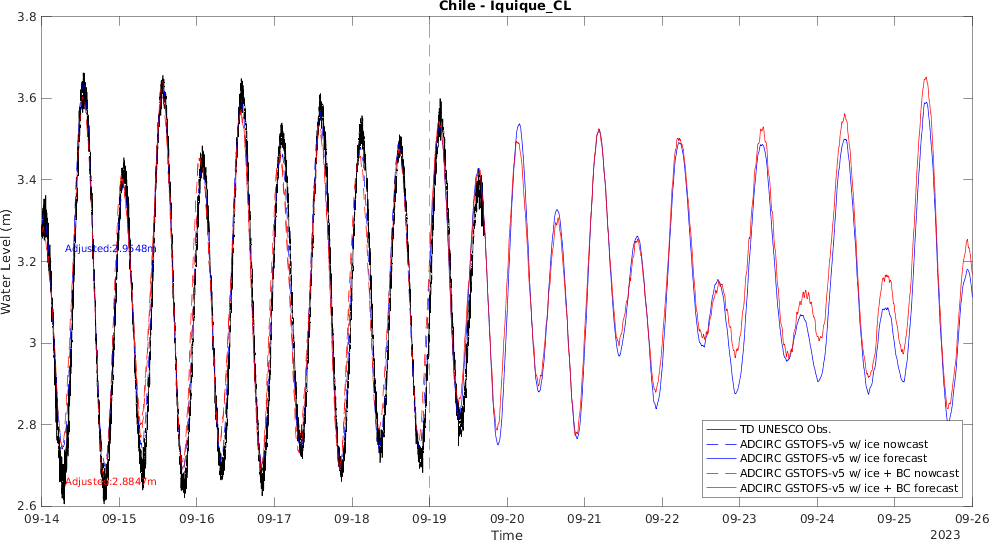 Chile - Iquique_CL
3.8
3.6
3.4
3.2
3
2.8
2.6
Water Level (m)
Adjusted:2.9548m
Adjusted:2.8847m
TD UNESCO Obs.
ADCIRC GSTOFS-v5 w/ ice nowcast
ADCIRC GSTOFS-v5 w/ ice forecast
ADCIRC GSTOFS-v5 w/ ice + BC nowcast
ADCIRC GSTOFS-v5 w/ ice + BC forecast
09-14 09-15 09-16 09-17 09-18 09-19 09-20 09-21 09-22 09-23 09-24 09-25 09-26
Time
2023